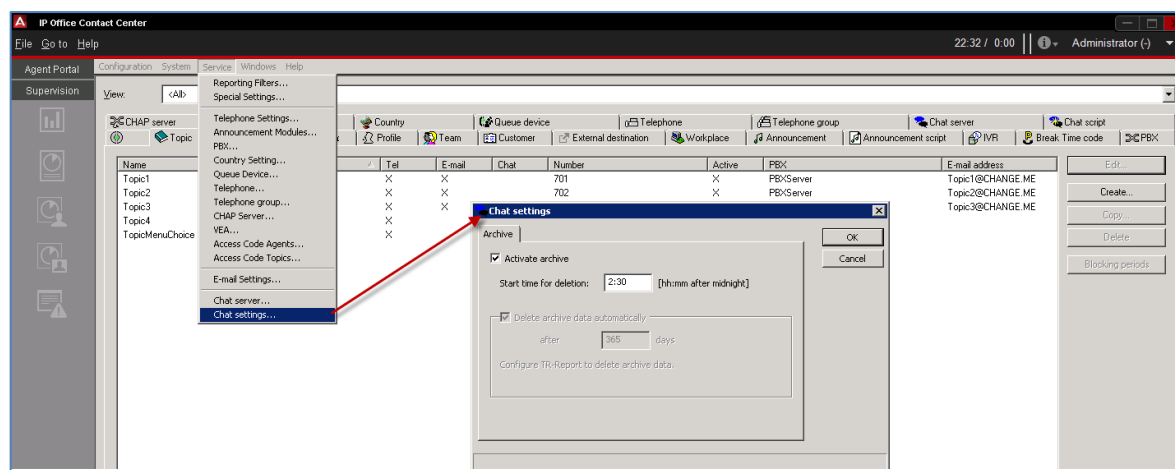 IP Office Contact Center
File Go to Help
22:32 / 0:00 Administrator (-)
Agent Portal
Supervision
Configuration System Service Windows Help
View: <All>
Reporting Filters...
Special Settings...
Telephone Settings...
Announcement Modules...
PBX...
Country Setting...
Queue Device...
Telephone...
Telephone group...
CHAP Server...
VEA...
Access Code Agents...
Access Code Topics...
E-mail Settings...
Chat server...
Chat settings...
CHAP server Country Queue device Telephone Telephone group Chat server Chat script
Topic Profile Team Customer External destination Workplace Announcement Announcement script IVR Break Time code PBX
Name Tel E-mail Chat Number Active PBX E-mail address
Topic1 X X 701 X PBXServer Topic1@CHANGE.ME
Topic2 X X 702 X PBXServer Topic2@CHANGE.ME
Topic3 X X Topic3@CHANGE.ME
Topic4 X
TopicMenuChoice X
Edit...
Create...
Copy...
Delete
Blocking periods
Chat settings
Archive
OK
Cancel
Activate archive
Start time for deletion: 2:30 [hh:mm after midnight]
Delete archive data automatically
after 365 days
Configure TR-Report to delete archive data.